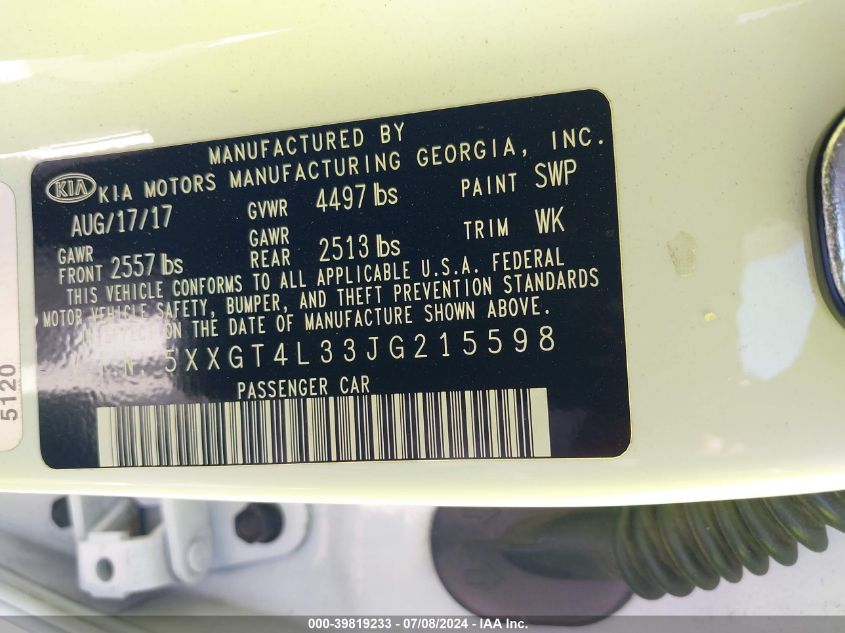 MANUFACTURED BY
KIA KIA MOTORS MANUFACTURING GEORGIA, INC.
AUG/17/17 GVWR 4497 lbs PAINT SWP
GAWR FRONT 2557 lbs GAWR REAR 2513 lbs TRIM WK
THIS VEHICLE CONFORMS TO ALL APPLICABLE U.S.A. FEDERAL
MOTOR VEHICLE SAFETY, BUMPER, AND THEFT PREVENTION STANDARDS
IN EFFECT ON THE DATE OF MANUFACTURE SHOWN ABOVE.
V.I.N 5XXGT4L33JG215598
PASSENGER CAR
5120
000-39819233 - 07/08/2024 - IAA Inc.